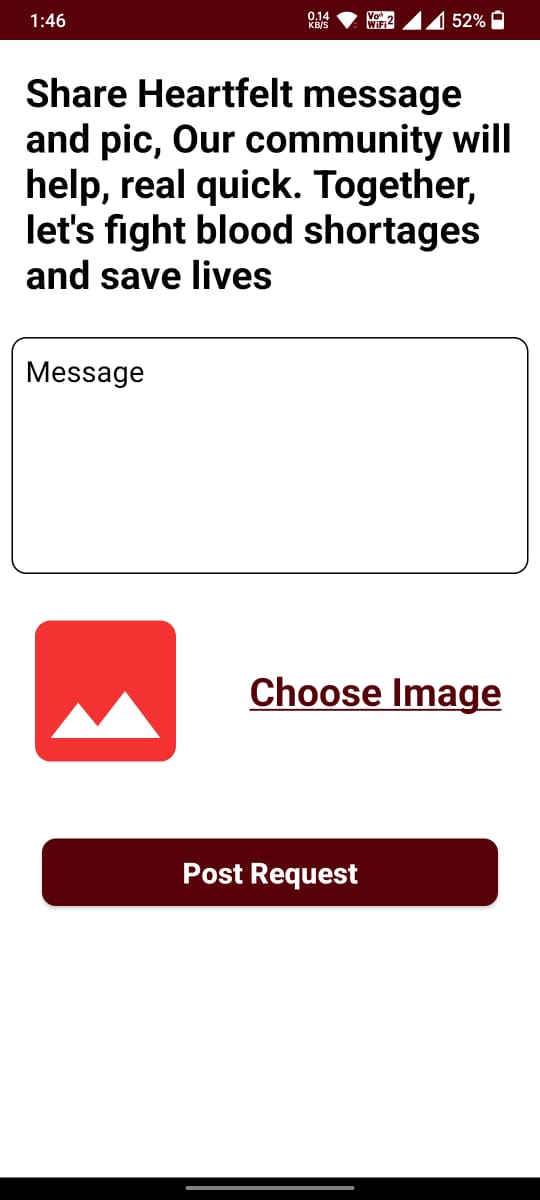 1:46
0.14
KB/S
Vo
WiFi 2
52%
Share Heartfelt message
and pic, Our community will
help, real quick. Together,
let's fight blood shortages
and save lives
Message
Choose Image
Post Request